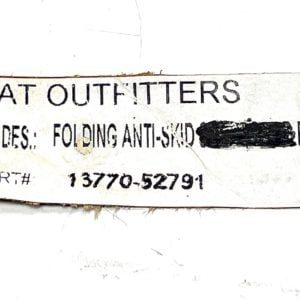 AT OUTFITTERS
DES.: FOLDING ANTI-SKID
RT# 13770-52791